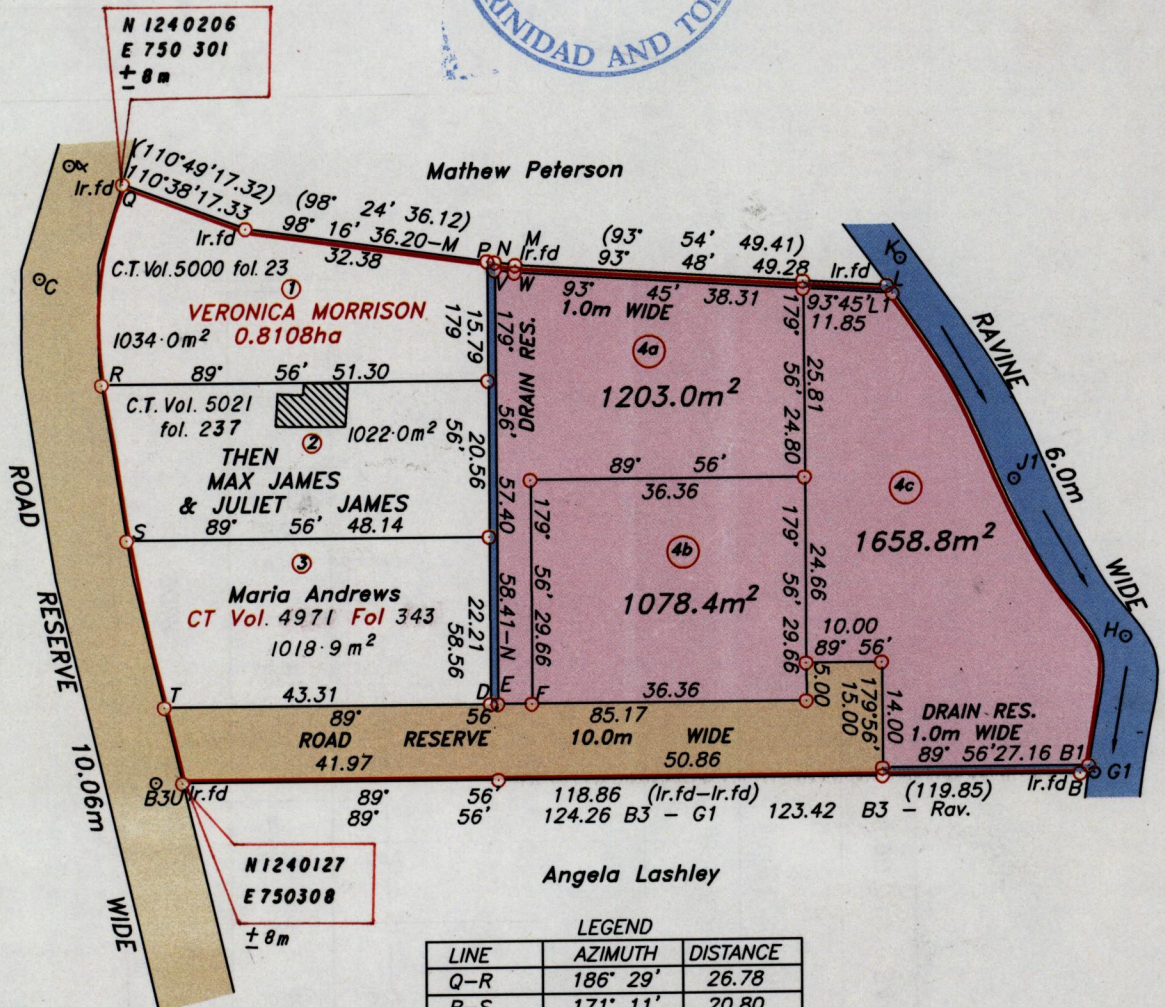 TRINIDAD AND
N 1240206
E 750 301
± 8m
Mathew Peterson
(110°49'17.32)
110°38'17.33
(98° 24' 36.12)
98° 16' 36.20-M
32.38
(93° 54' 49.41)
93° 48' 49.28
93° 45' 38.31
1.0m WIDE
93°45'
11.85
Ir.fd
Q
Ir.fd
P
N
M
Ir.fd
V
W
Ir.fd
K
L
L1
C
C.T.Vol.5000 fol.23
1
VERONICA MORRISON
0.8108ha
1034.0m²
15.79
179
179°
DRAIN RES.
4a
1203.0m²
179°
25.81
56'
24.80
RAVINE
6.0m
WIDE
R
89° 56' 51.30
C.T. Vol. 5021
fol. 237
1022.0m²
2
THEN
MAX JAMES
& JULIET JAMES
56'
20.56
56'
57.40
89° 56'
36.36
J1
4c
1658.8m²
S
89° 56' 48.14
3
Maria Andrews
CT Vol. 4971 Fol 343
1018.9 m²
22.21
58.56
58.41-N
179°
56'
29.66
4b
1078.4m²
179°
24.66
56'
29.66
10.00
89° 56'
5.00
179°56'
15.00
14.00
H
T
43.31
D
E
F
36.36
89° 56'
85.17
ROAD RESERVE 10.0m WIDE
41.97
50.86
DRAIN RES.
1.0m WIDE
89° 56'27.16
B1
G1
B
Ir.fd
(119.85)
B3
U
Ir.fd
89° 56' 118.86 (Ir.fd-Ir.fd)
89° 56' 124.26 B3 - G1 123.42 B3 - Rav.
ROAD
RESERVE
10.06m
WIDE
N1240127
E750308
± 8m
Angela Lashley
LEGEND
LINE AZIMUTH DISTANCE
Q-R 186° 29' 26.78
R-S 171° 11' 20.80